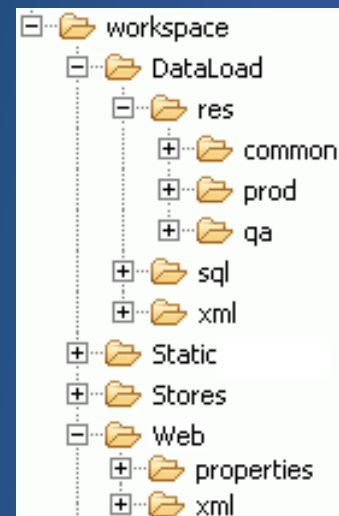 workspace
DataLoad
res
common
prod
qa
sql
xml
Static
Stores
Web
properties
xml